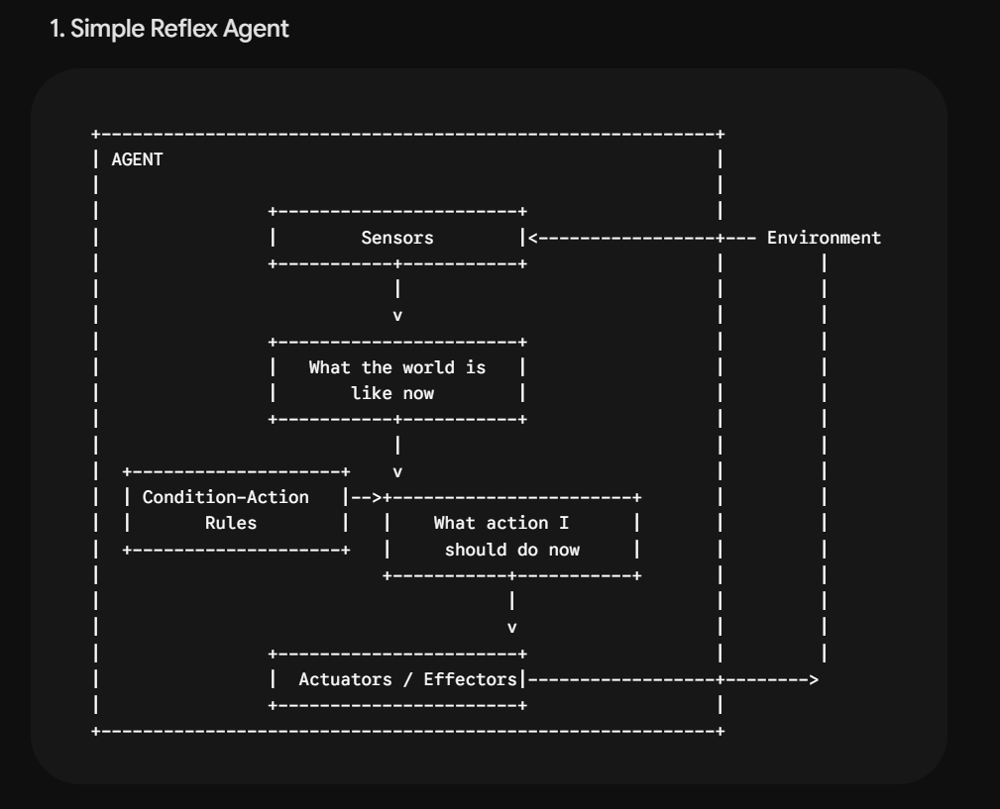 1. Simple Reflex Agent
AGENT
Sensors
Environment
What the world is
like now
Condition-Action
Rules
What action I
should do now
Actuators / Effectors